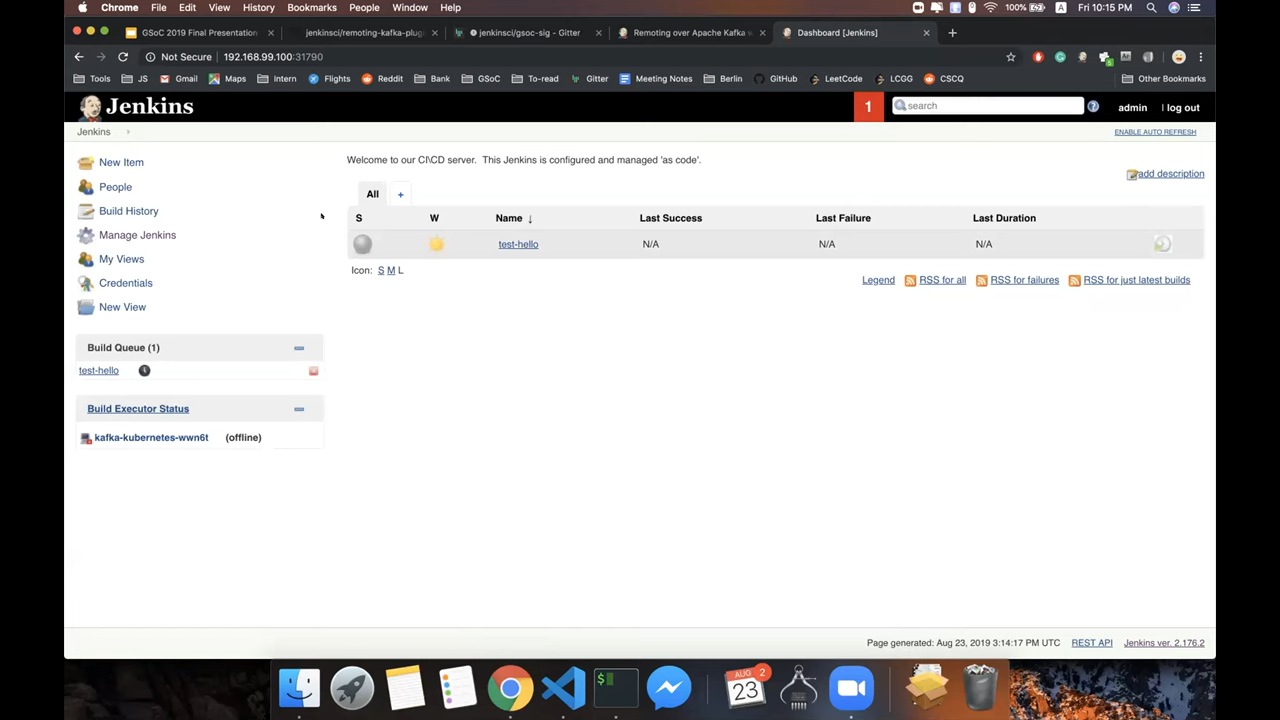 Chrome File Edit View History Bookmarks People Window Help 100% Fri 10:15 PM
GSoC 2019 Final Presentation
jenkinsci/remoting-kafka-plug
jenkinsci/gsoc-sig - Gitter
Remoting over Apache Kafka w
Dashboard [Jenkins]
Not Secure 192.168.99.100:31790
Tools JS Gmail Maps Intern Flights Reddit Bank GSoC To-read Gitter Meeting Notes Berlin GitHub LeetCode LCGG CSCQ Other Bookmarks
Jenkins 1 search admin log out
Jenkins ENABLE AUTO REFRESH
New Item
People
Build History
Manage Jenkins
My Views
Credentials
New View
Build Queue (1)
test-hello
Build Executor Status
kafka-kubernetes-wwn6t (offline)
Welcome to our CI\CD server. This Jenkins is configured and managed 'as code'.
add description
All +
S W Name ↓ Last Success Last Failure Last Duration
test-hello N/A N/A N/A
Icon: S M L
Legend RSS for all RSS for failures RSS for just latest builds
Page generated: Aug 23, 2019 3:14:17 PM UTC REST API Jenkins ver. 2.176.2
AUG
23
2
$